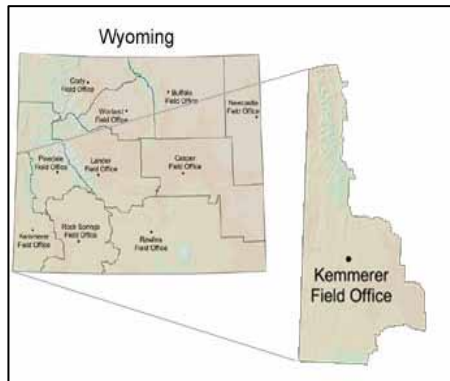 Wyoming
Cody
Field Office
Buffalo
Field Office
Worland
Field Office
Newcastle
Field Office
Pinedale
Field Office
Lander
Field Office
Casper
Field Office
Kemmerer
Field Office
Rock Springs
Field Office
Rawlins
Field Office
Kemmerer
Field Office